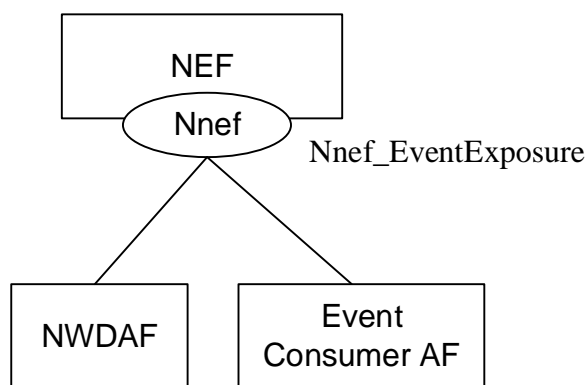 NEF
Nnef
Nnef_EventExposure
NWDAF
Event
Consumer AF